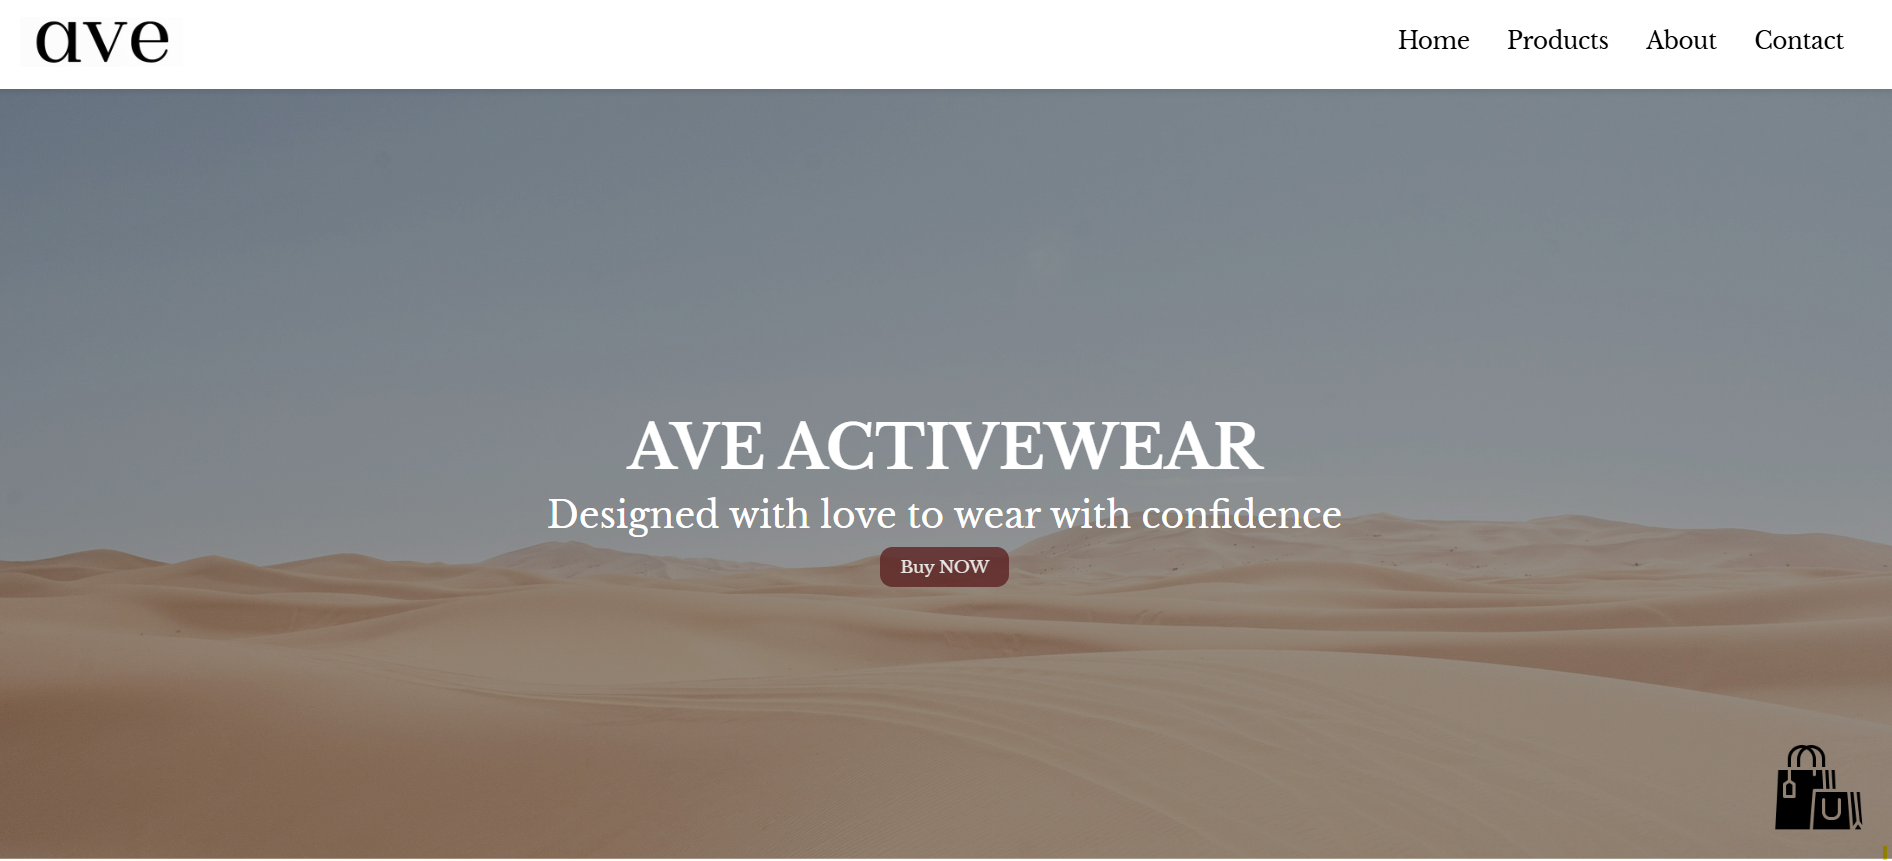 ave
Home Products About Contact
AVE ACTIVEWEAR
Designed with love to wear with confidence
Buy NOW